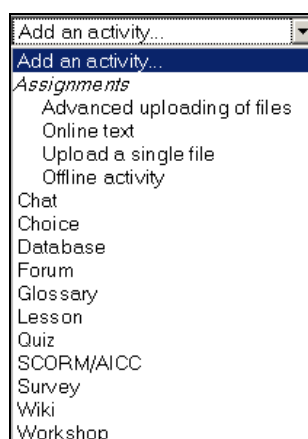 Add an activity...
Add an activity...
Assignments
Advanced uploading of files
Online text
Upload a single file
Offline activity
Chat
Choice
Database
Forum
Glossary
Lesson
Quiz
SCORM/AICC
Survey
Wiki
Workshop